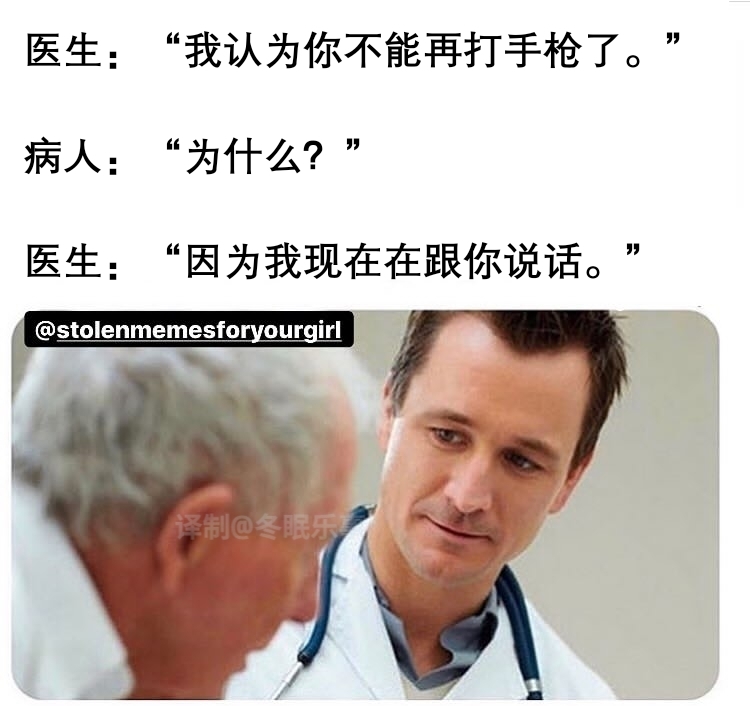 医生：“我认为你不能再打手枪了。”
病人：“为什么？”
医生：“因为我现在在跟你说话。”
@stolenmemesforyourgirl
译制@冬眠乐